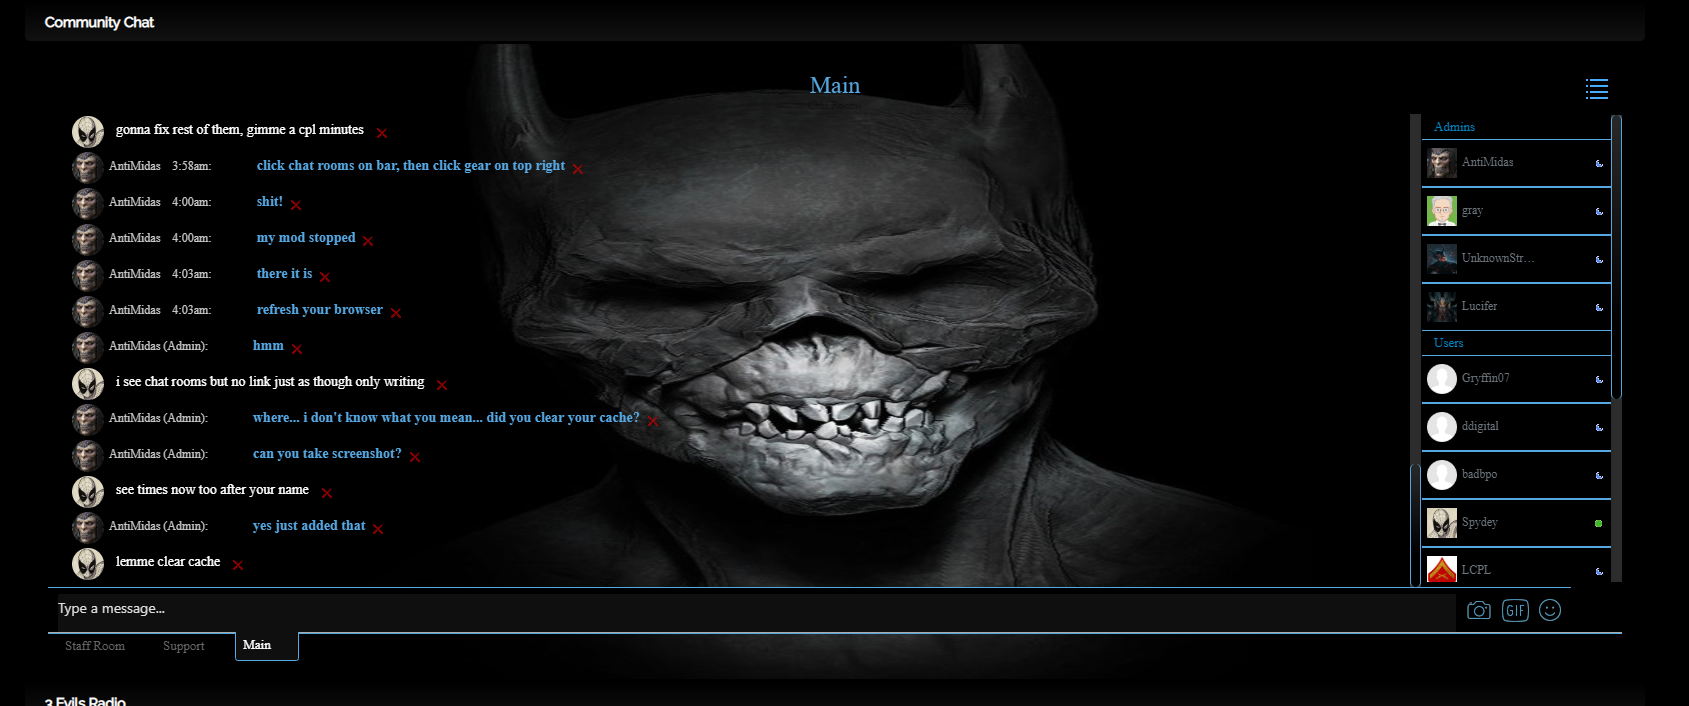 Community Chat
Main
gonna fix rest of them, gimme a cpl minutes
AntiMidas 3:58am: click chat rooms on bar, then click gear on top right
AntiMidas 4:00am: shit!
AntiMidas 4:00am: my mod stopped
AntiMidas 4:03am: there it is
AntiMidas 4:03am: refresh your browser
AntiMidas (Admin): hmm
i see chat rooms but no link just as though only writing
AntiMidas (Admin): where... i don't know what you mean... did you clear your cache?
AntiMidas (Admin): can you take screenshot?
see times now too after your name
AntiMidas (Admin): yes just added that
lemme clear cache
Admins
AntiMidas
gray
UnknownStr...
Lucifer
Users
Gryffin07
ddigital
badbpo
Spydey
LCPL
Type a message...
GIF
Staff Room
Support
Main
3 Evils Radio